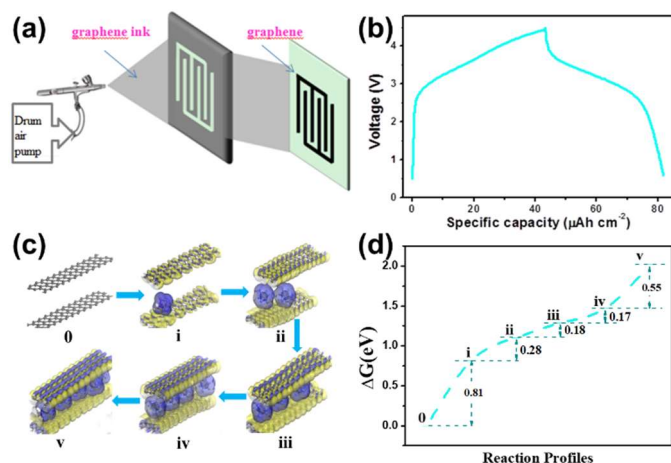 (a)
graphene ink
graphene
Drum
air
pump
(b)
Voltage (V)
4
3
2
1
0
0
20
40
60
80
Specific capacity (μAh cm⁻²)
(c)
0
i
ii
v
iv
iii
(d)
ΔG(eV)
2.0
1.5
1.0
0.5
0.0
0
i
ii
iii
iv
v
0.81
0.28
0.18
0.17
0.55
Reaction Profiles